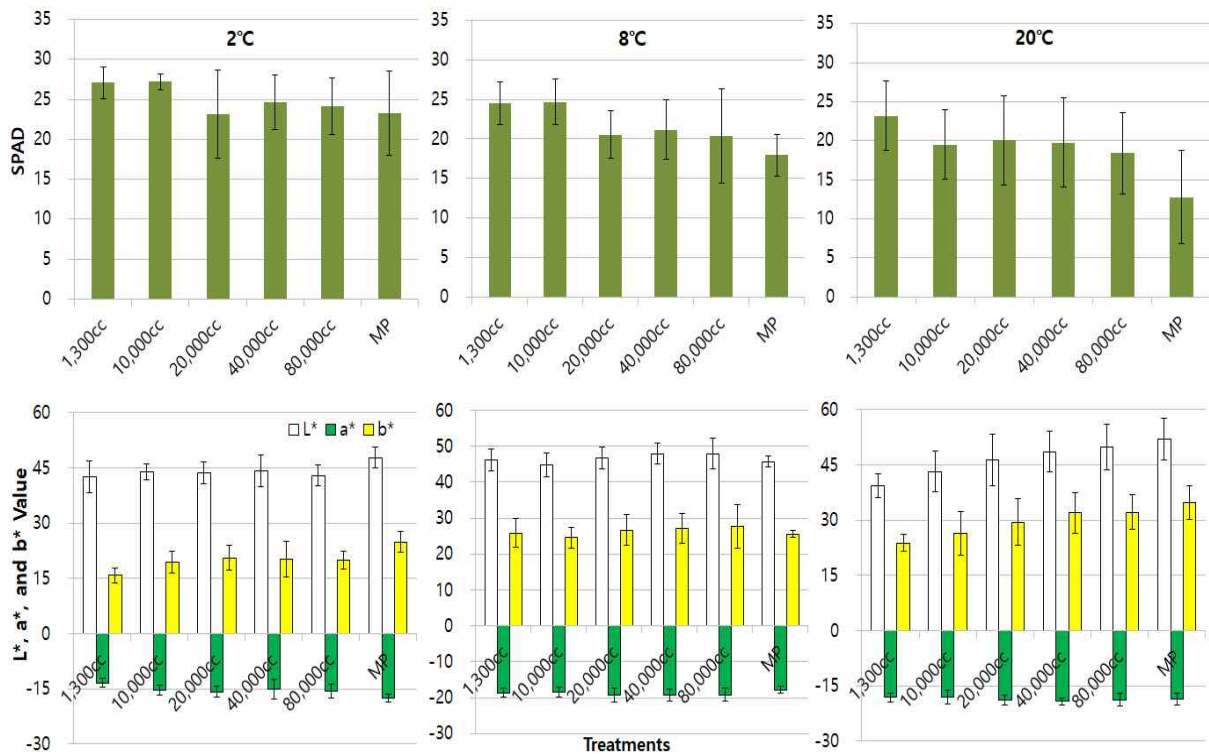 2℃
35
30
25
20
15
10
5
0
SPAD
1,300cc
10,000cc
20,000cc
40,000cc
80,000cc
MP
8℃
35
30
25
20
15
10
5
0
1,300cc
10,000cc
20,000cc
40,000cc
80,000cc
MP
20℃
35
30
25
20
15
10
5
0
1,300cc
10,000cc
20,000cc
40,000cc
80,000cc
MP
L*, a*, and b* Value
60
45
30
15
0
-15
-30
L* a* b*
1,300cc
10,000cc
20,000cc
40,000cc
80,000cc
MP
60
50
40
30
20
10
0
-10
-20
-30
1,300cc
10,000cc
20,000cc
40,000cc
80,000cc
MP
60
45
30
15
0
-15
-30
1,300cc
10,000cc
20,000cc
40,000cc
80,000cc
MP
Treatments